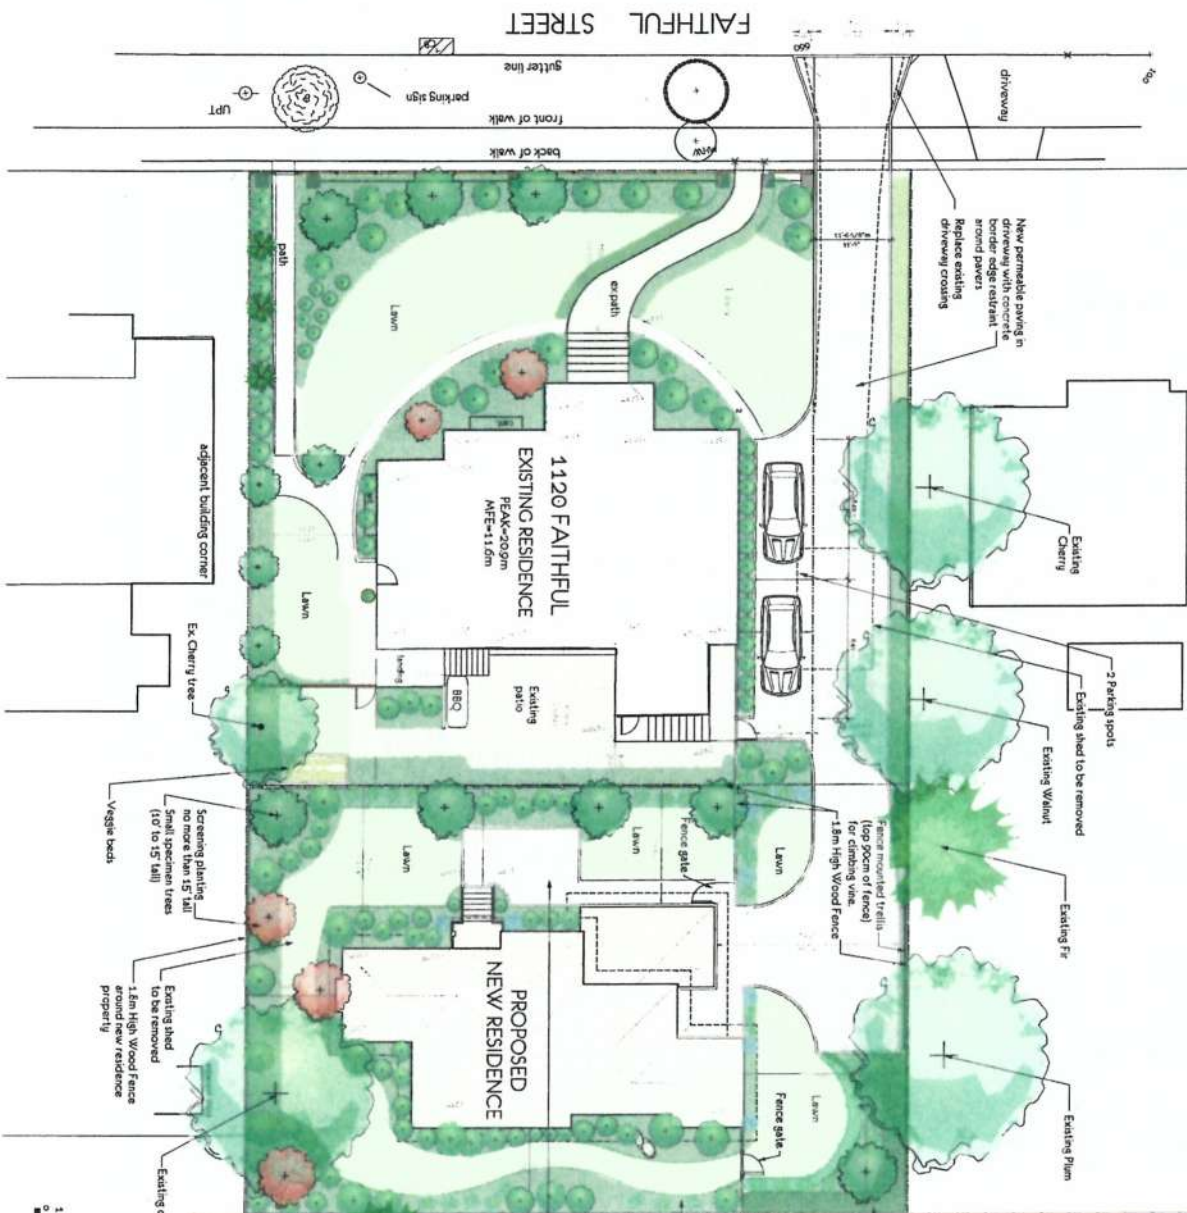 FAITHFUL STREET
gutter line
parking sign
UPT
front of walk
back of walk
driveway
CB
660
New permeable paving in
driveway with concrete
border edge restraint
around pavers
Replace existing
driveway crossing
path
Lawn
ex path
adjacent building corner
1120 FAITHFUL
EXISTING RESIDENCE
PEAK=20.9m
MFE=11.6m
Lawn
landing
BBQ
Existing
patio
Existing
Cherry
2 Parking spots
Existing shed to be removed
Existing Walnut
Existing Fir
Existing Plum
Ex. Cherry tree
Veggie beds
Screening planting
no more than 15' tall
Small specimen trees
(10' to 15' tall)
Existing shed
to be removed
1.8m High Wood Fence
around new residence
property
Fence mounted trellis
(top 90cm of fence)
for climbing vine.
1.8m High Wood Fence
Fence gate
Lawn
Lawn
Lawn
PROPOSED
NEW RESIDENCE
Lawn
Fence gate
Existing